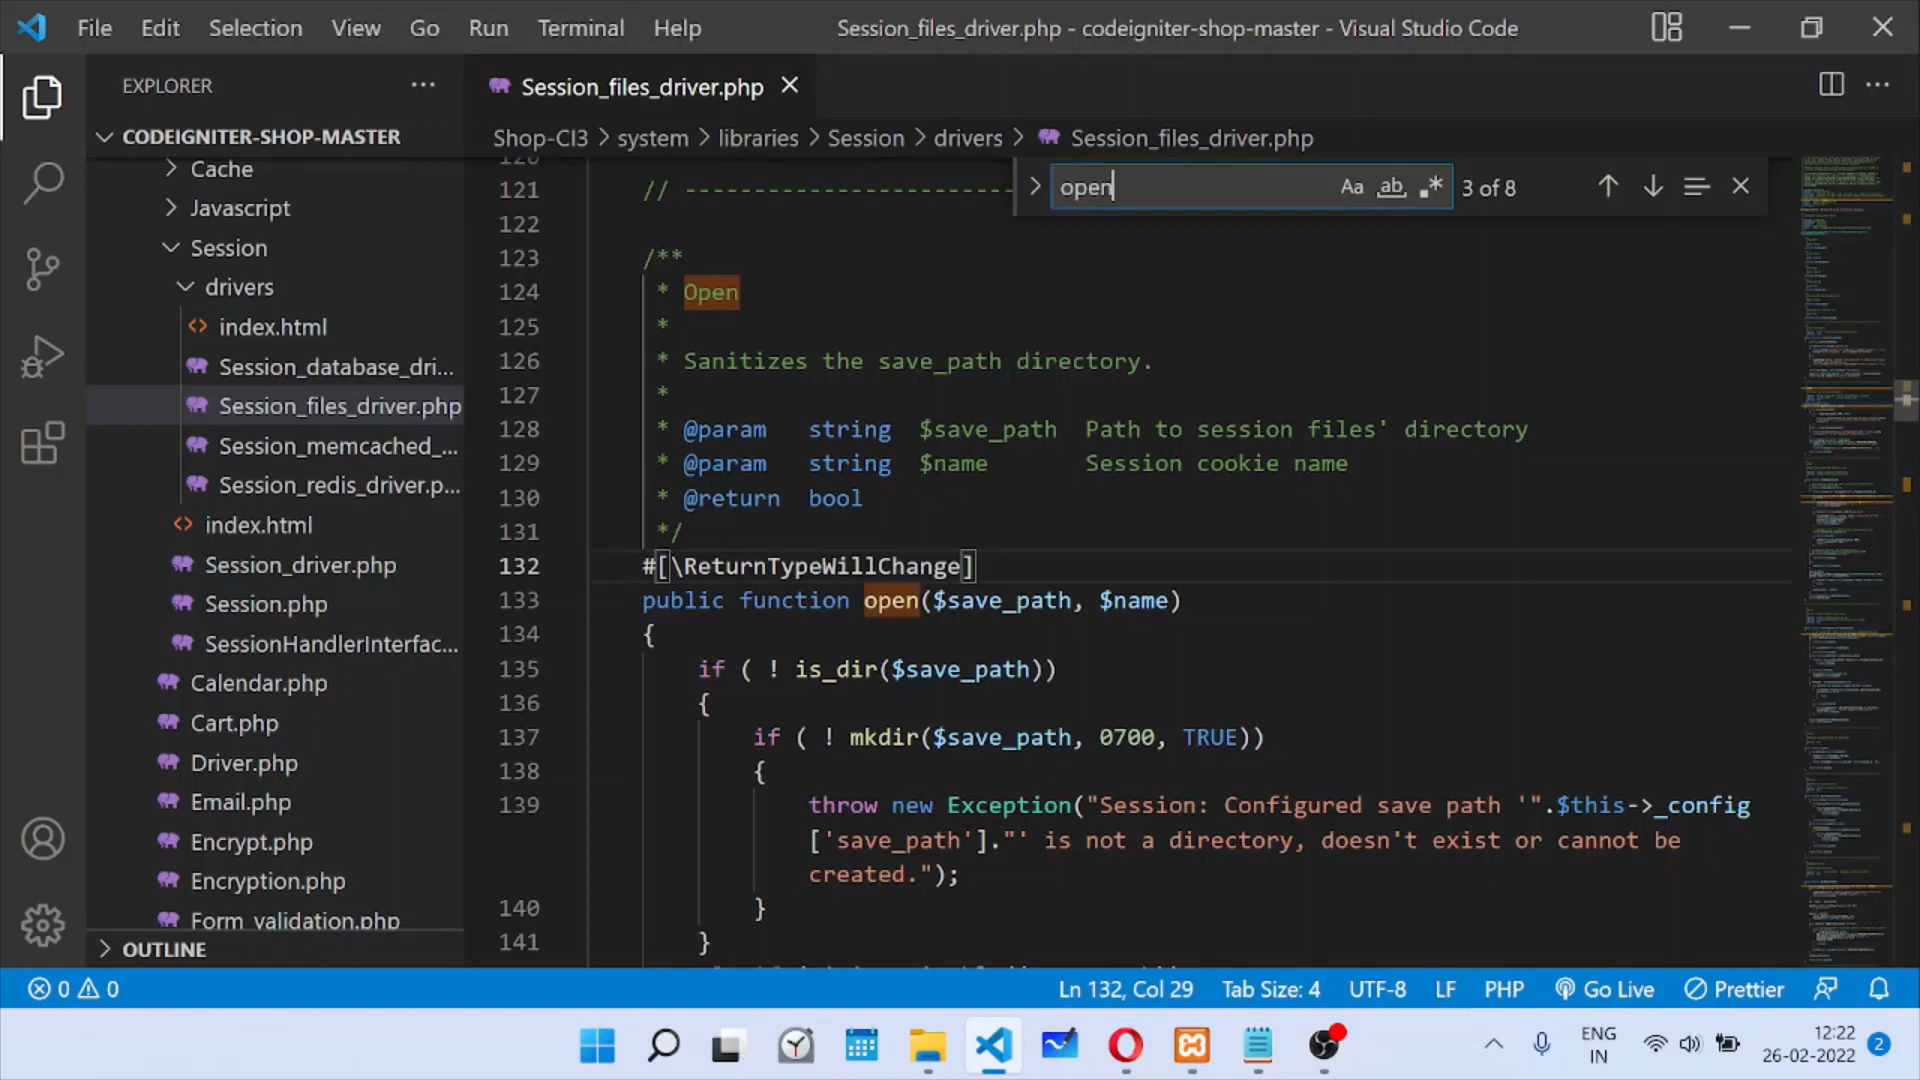 File Edit Selection View Go Run Terminal Help Session_files_driver.php - codeigniter-shop-master - Visual Studio Code
EXPLORER
CODEIGNITER-SHOP-MASTER
Cache
Javascript
Session
drivers
index.html
Session_database_dri...
Session_files_driver.php
Session_memcached_...
Session_redis_driver.p...
index.html
Session_driver.php
Session.php
SessionHandlerInterfac...
Calendar.php
Cart.php
Driver.php
Email.php
Encrypt.php
Encryption.php
Form_validation.php
OUTLINE
Session_files_driver.php
Shop-CI3 > system > libraries > Session > drivers > Session_files_driver.php
open Aa ab 3 of 8
120
121 // ------------------------
122
123 /**
124 * Open
125 *
126 * Sanitizes the save_path directory.
127 *
128 * @param string $save_path Path to session files' directory
129 * @param string $name Session cookie name
130 * @return bool
131 */
132 #[\ReturnTypeWillChange]
133 public function open($save_path, $name)
134 {
135 if ( ! is_dir($save_path))
136 {
137 if ( ! mkdir($save_path, 0700, TRUE))
138 {
139 throw new Exception("Session: Configured save path '".$this->_config
['save_path']."' is not a directory, doesn't exist or cannot be
created.");
140 }
141 }
0 0 Ln 132, Col 29 Tab Size: 4 UTF-8 LF PHP Go Live Prettier
ENG
IN
12:22
26-02-2022
2